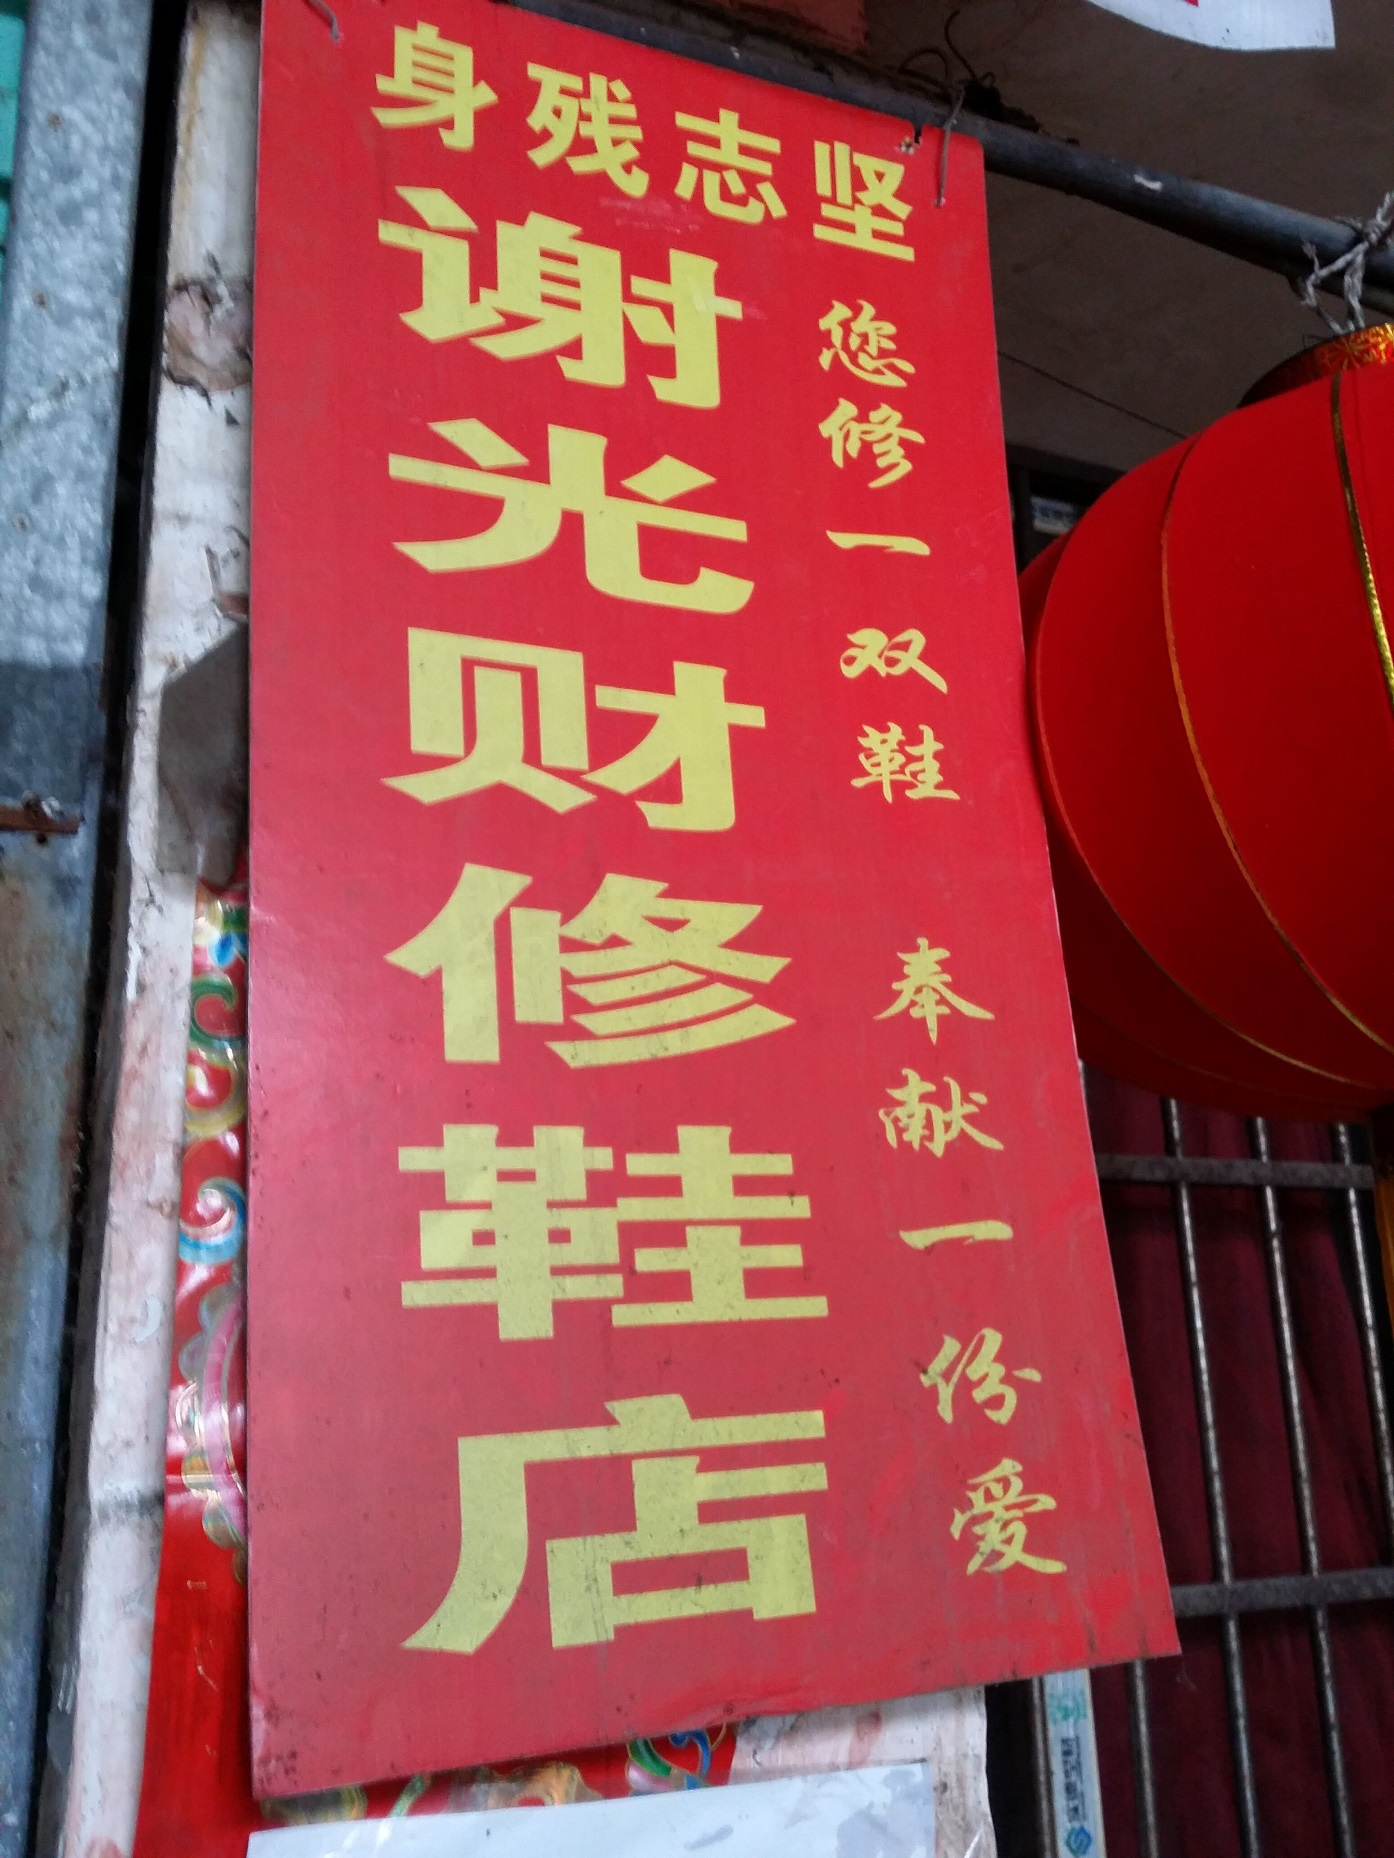 身残志坚
谢光财修鞋店
您修一双鞋 奉献一份爱